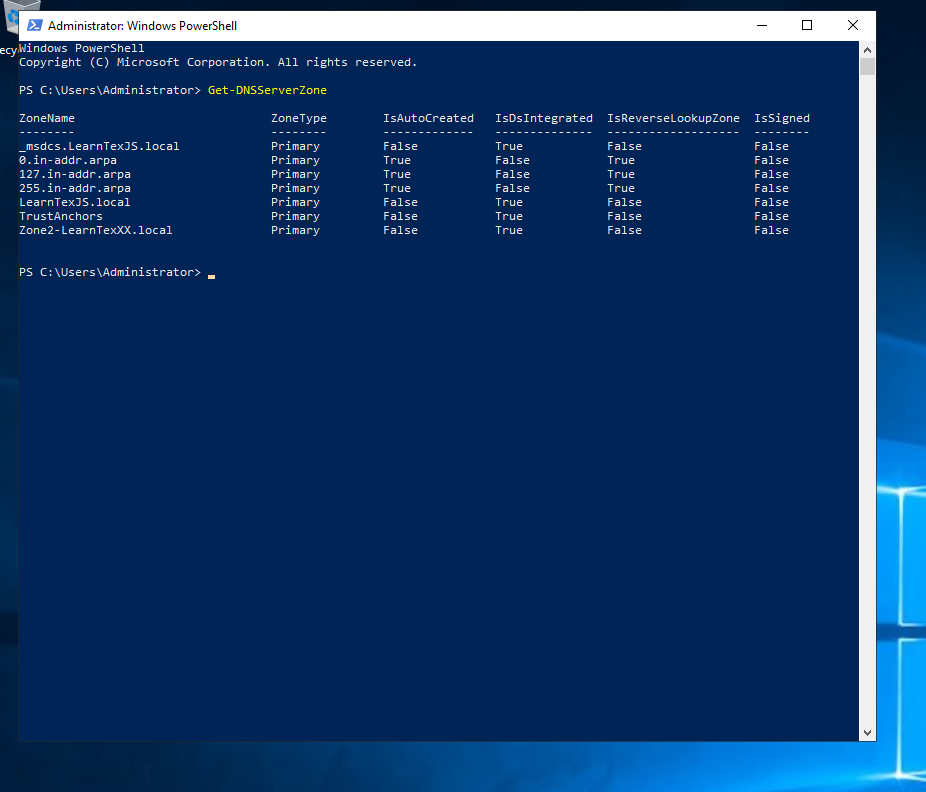 Administrator: Windows PowerShell
ecy
Windows PowerShell
Copyright (C) Microsoft Corporation. All rights reserved.
PS C:\Users\Administrator> Get-DNSServerZone
ZoneName ZoneType IsAutoCreated IsDsIntegrated IsReverseLookupZone IsSigned
-------- -------- ------------- -------------- ------------------- --------
_msdcs.LearnTexJS.local Primary False True False False
0.in-addr.arpa Primary True False True False
127.in-addr.arpa Primary True False True False
255.in-addr.arpa Primary True False True False
LearnTexJS.local Primary False True False False
TrustAnchors Primary False True False False
Zone2-LearnTexXX.local Primary False True False False
PS C:\Users\Administrator> _